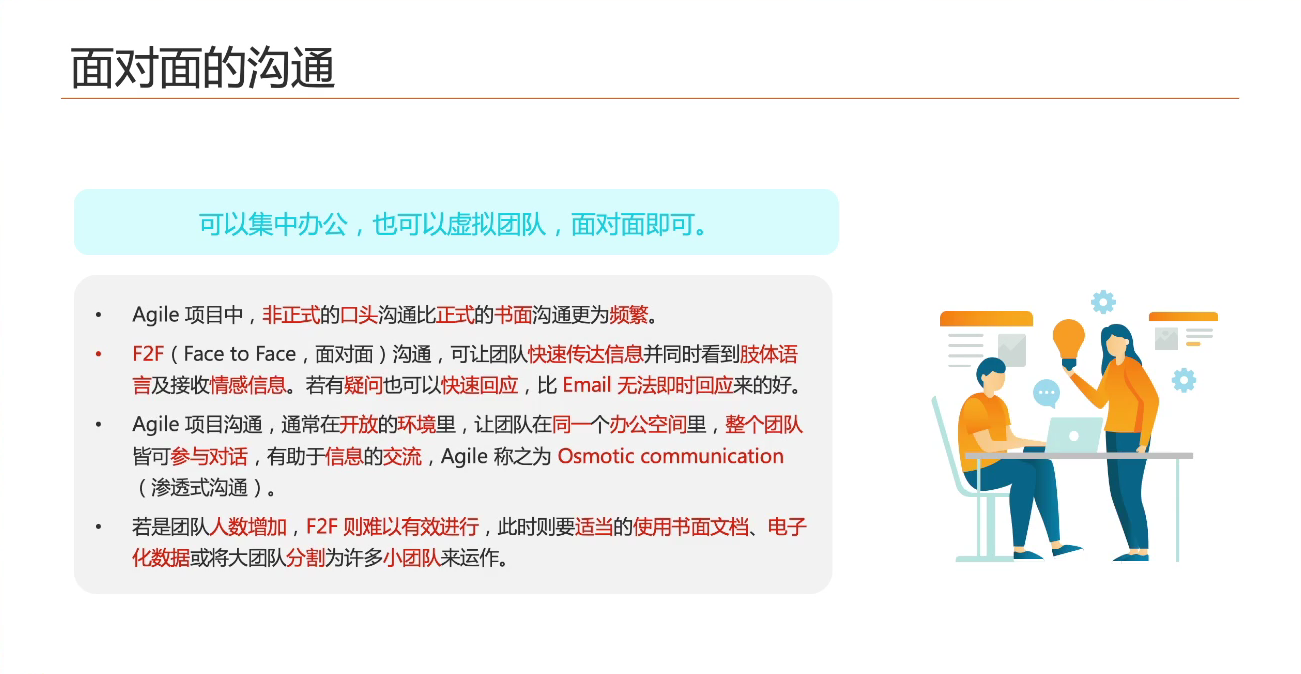 面对面的沟通
可以集中办公，也可以虚拟团队，面对面即可。
• Agile 项目中，非正式的口头沟通比正式的书面沟通更为频繁。
• F2F（Face to Face，面对面）沟通，可让团队快速传达信息并同时看到肢体语
言及接收情感信息。若有疑问也可以快速回应，比 Email 无法即时回应来的好。
• Agile 项目沟通，通常在开放的环境里，让团队在同一个办公空间里，整个团队
皆可参与对话，有助于信息的交流，Agile 称之为 Osmotic communication
（渗透式沟通）。
• 若是团队人数增加，F2F 则难以有效进行，此时则要适当的使用书面文档、电子
化数据或将大团队分割为许多小团队来运作。